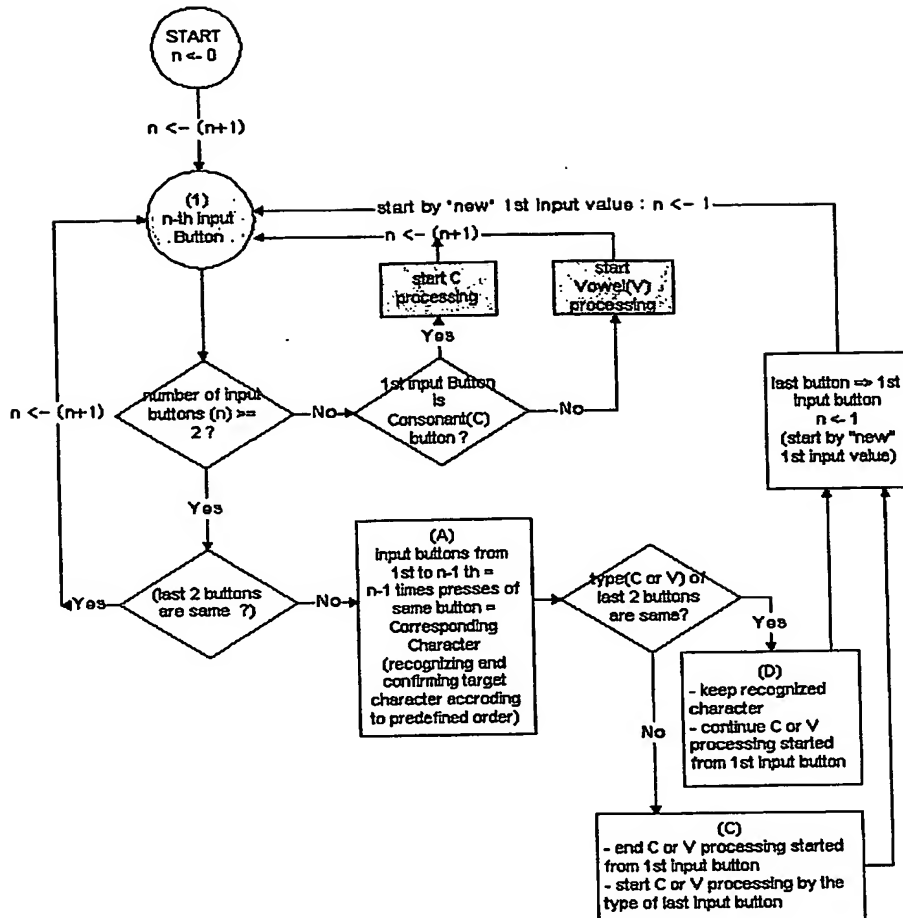 START
n <- 0
n <- (n+1)
(1)
n-th Input
Button
start by "new" 1st input value : n <- 1
n <- (n+1)
start C
processing
start
Vowel(V)
processing
Yes
n <- (n+1)
number of input
buttons (n) >=
2 ?
No
1st input Button
is
Consonant(C)
button ?
No
last button => 1st
input button
n <- 1
(start by "new"
1st input value)
Yes
(last 2 buttons
are same ?)
Yes
No
(A)
input buttons from
1st to n-1 th =
n-1 times presses of
same button =
Corresponding
Character
(recognizing and
confirming target
character accroding
to predefined order)
type(C or V) of
last 2 buttons
are same?
Yes
No
(D)
- keep recognized
character
- continue C or V
processing started
from 1st input button
(C)
- end C or V processing started
from 1st input button
- start C or V processing by the
type of last input button